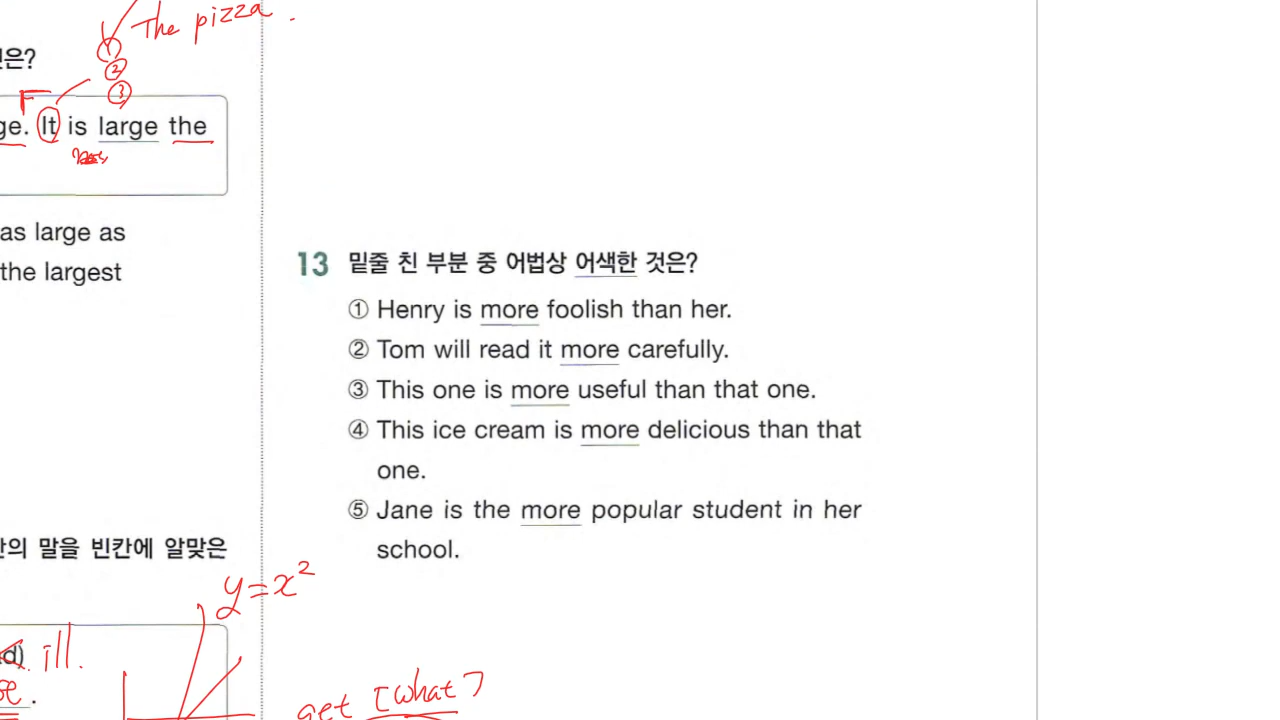 The pizza.
것은?
①
②
③
ge. It is large the
as large as
the largest
13 밑줄 친 부분 중 어법상 어색한 것은?
① Henry is more foolish than her.
② Tom will read it more carefully.
③ This one is more useful than that one.
④ This ice cream is more delicious than that
one.
⑤ Jane is the more popular student in her
school.
의 말을 빈칸에 알맞은
y=x²
d) ill.
se.
get [what]